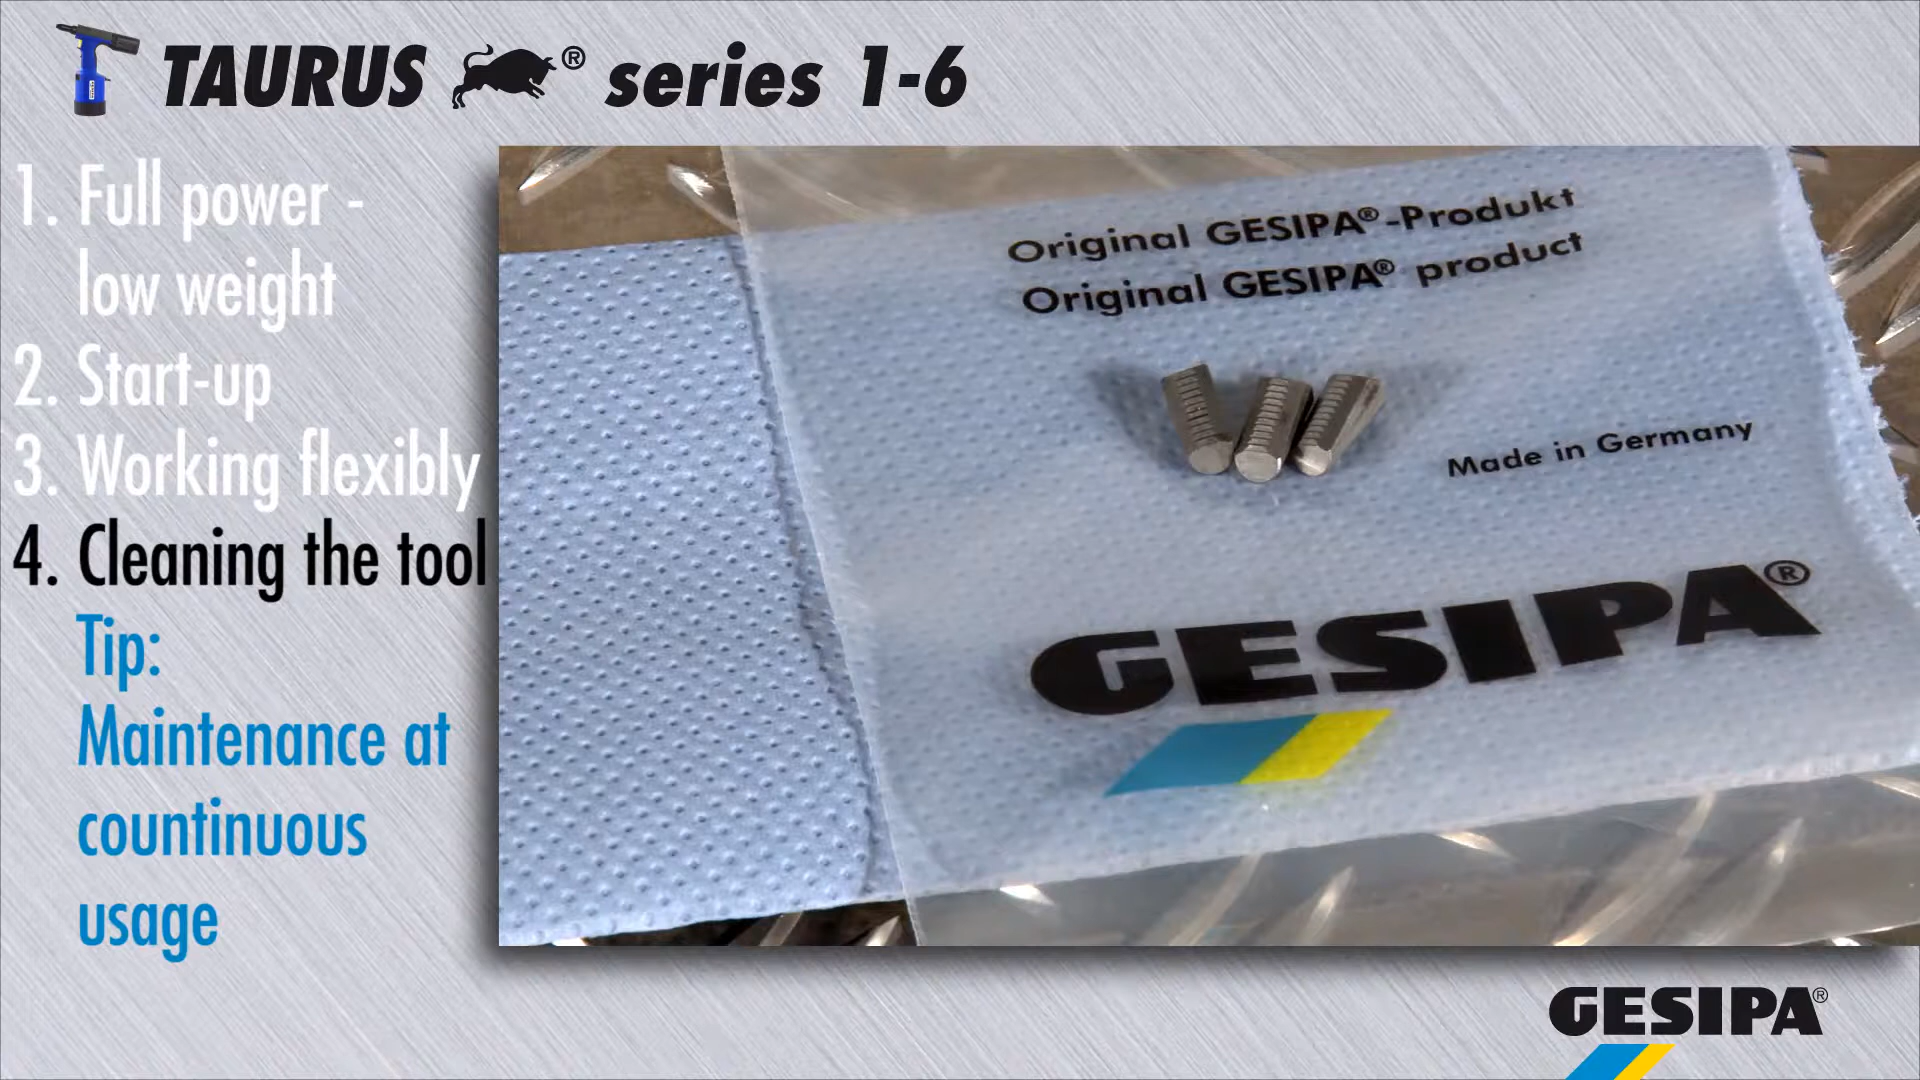 TAURUS ® series 1-6
1. Full power -
low weight
2. Start-up
3. Working flexibly
4. Cleaning the tool
Tip:
Maintenance at
countinuous
usage
Original GESIPA®-Produkt
Original GESIPA® product
Made in Germany
GESIPA®
GESIPA®